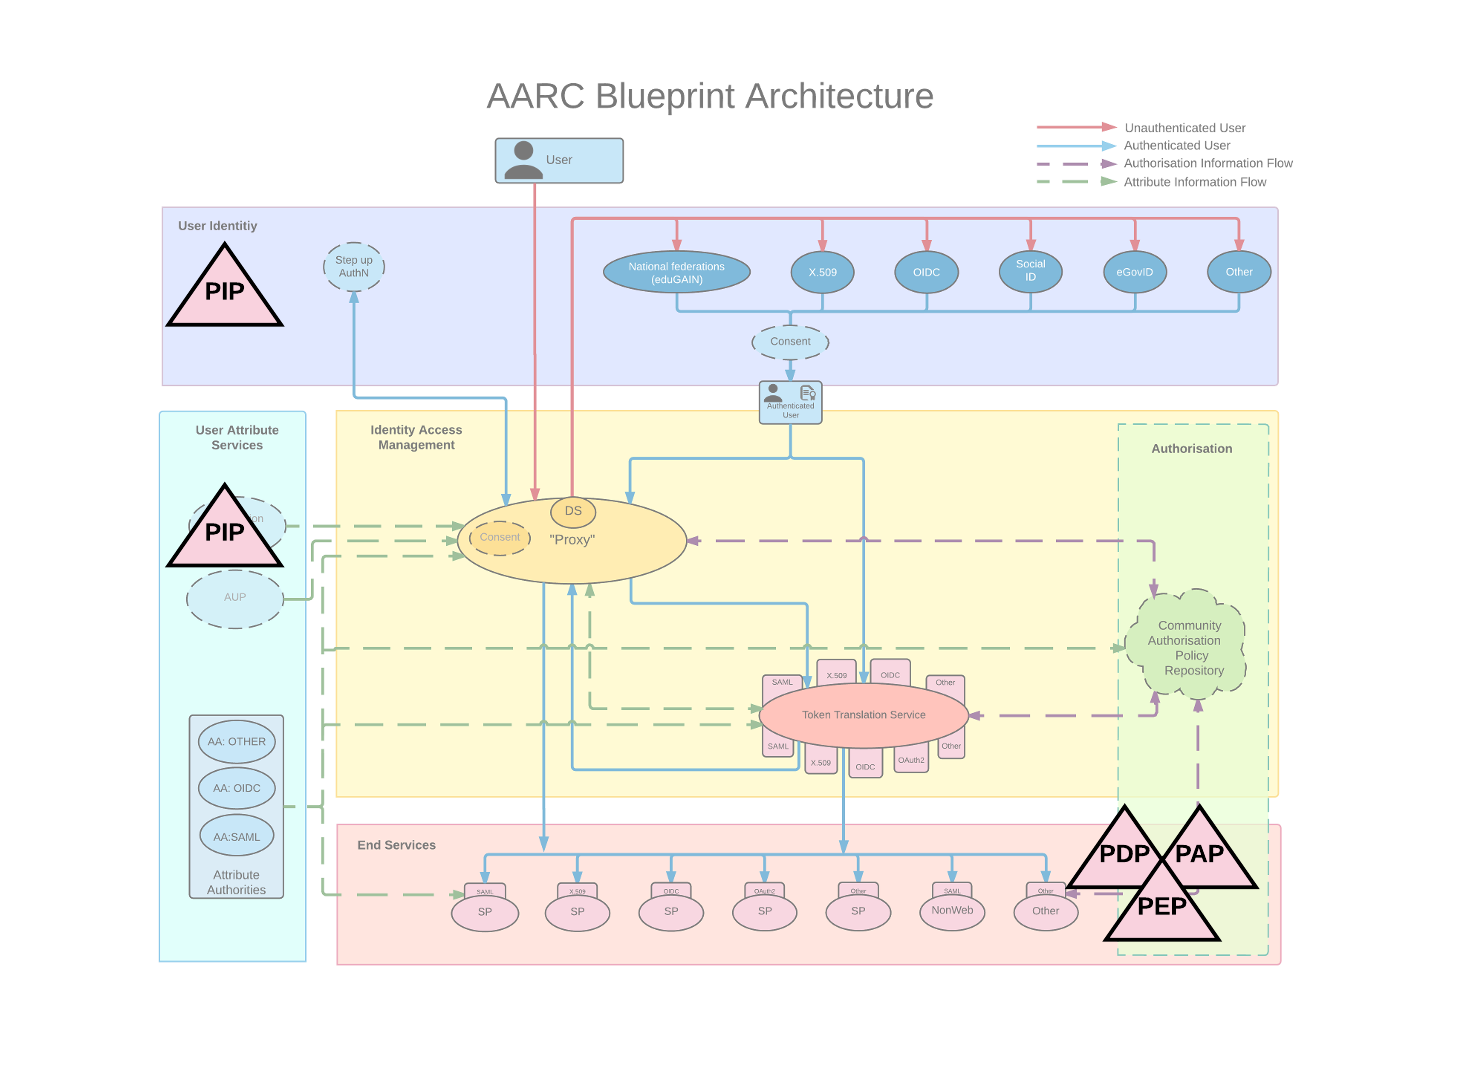 AARC Blueprint Architecture
Unauthenticated User
Authenticated User
Authorisation Information Flow
Attribute Information Flow
User
User Identitiy
PIP
Step up
AuthN
National federations
(eduGAIN)
X.509
OIDC
Social
ID
eGovID
Other
Consent
Authenticated
User
User Attribute
Services
Identity Access
Management
Authorisation
PIP
AUP
DS
Consent
"Proxy"
Community
Authorisation
Policy
Repository
SAML
X.509
OIDC
Other
Token Translation Service
SAML
X.509
OIDC
OAuth2
Other
AA: OTHER
AA: OIDC
AA:SAML
Attribute
Authorities
End Services
PDP
PAP
PEP
SAML
X.509
OIDC
OAuth2
Other
SAML
Other
SP
SP
SP
SP
SP
NonWeb
Other